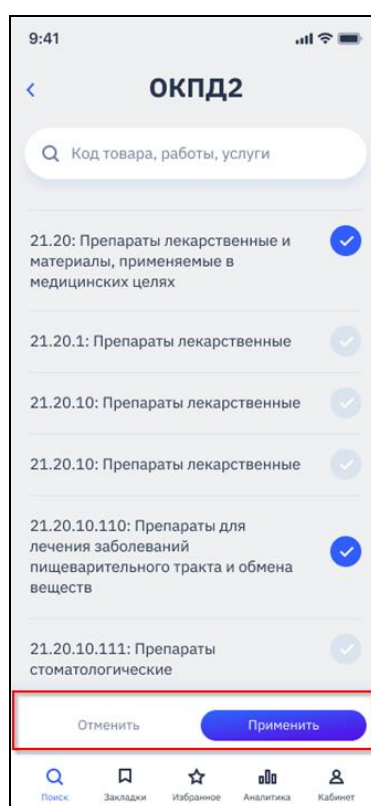 9:41
ОКПД2
Код товара, работы, услуги
21.20: Препараты лекарственные и
материалы, применяемые в
медицинских целях
21.20.1: Препараты лекарственные
21.20.10: Препараты лекарственные
21.20.10: Препараты лекарственные
21.20.10.110: Препараты для
лечения заболеваний
пищеварительного тракта и обмена
веществ
21.20.10.111: Препараты
стоматологические
Отменить Применить
Поиск Закладки Избранное Аналитика Кабинет